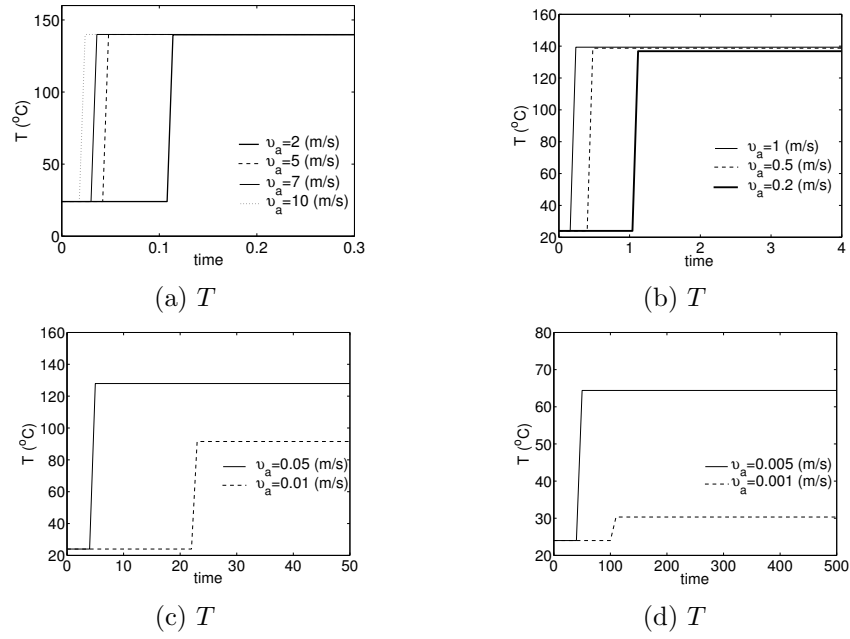 150
100
50
0
T (°C)
0 0.1 0.2 0.3
time
υa=2 (m/s)
υa=5 (m/s)
υa=7 (m/s)
υa=10 (m/s)
(a) T
160
140
120
100
80
60
40
20
T (°C)
0 1 2 3 4
time
υa=1 (m/s)
υa=0.5 (m/s)
υa=0.2 (m/s)
(b) T
160
140
120
100
80
60
40
20
T (°C)
0 10 20 30 40 50
time
υa=0.05 (m/s)
υa=0.01 (m/s)
(c) T
80
70
60
50
40
30
20
T (°C)
0 100 200 300 400 500
time
υa=0.005 (m/s)
υa=0.001 (m/s)
(d) T